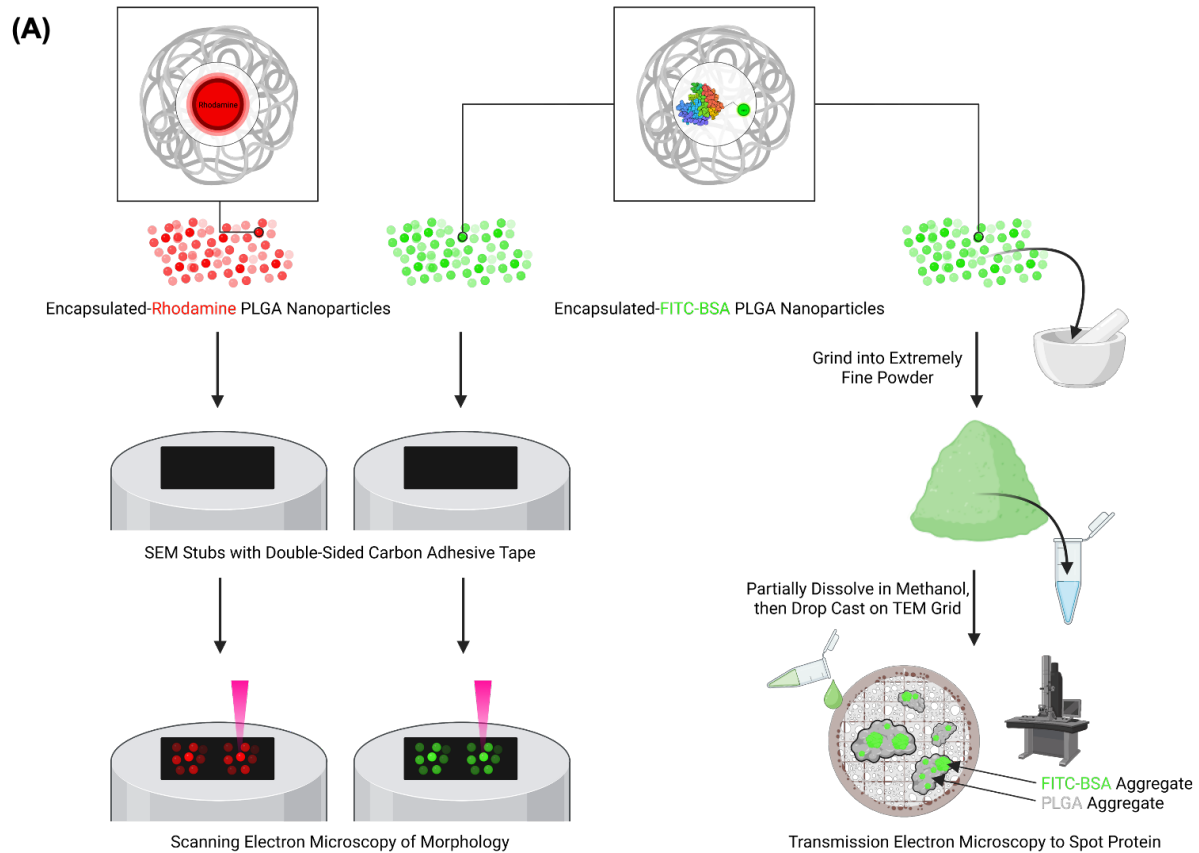 (A)
Rhodamine
Encapsulated-Rhodamine PLGA Nanoparticles
Encapsulated-FITC-BSA PLGA Nanoparticles
Grind into Extremely
Fine Powder
SEM Stubs with Double-Sided Carbon Adhesive Tape
Partially Dissolve in Methanol,
then Drop Cast on TEM Grid
FITC-BSA Aggregate
PLGA Aggregate
Scanning Electron Microscopy of Morphology
Transmission Electron Microscopy to Spot Protein